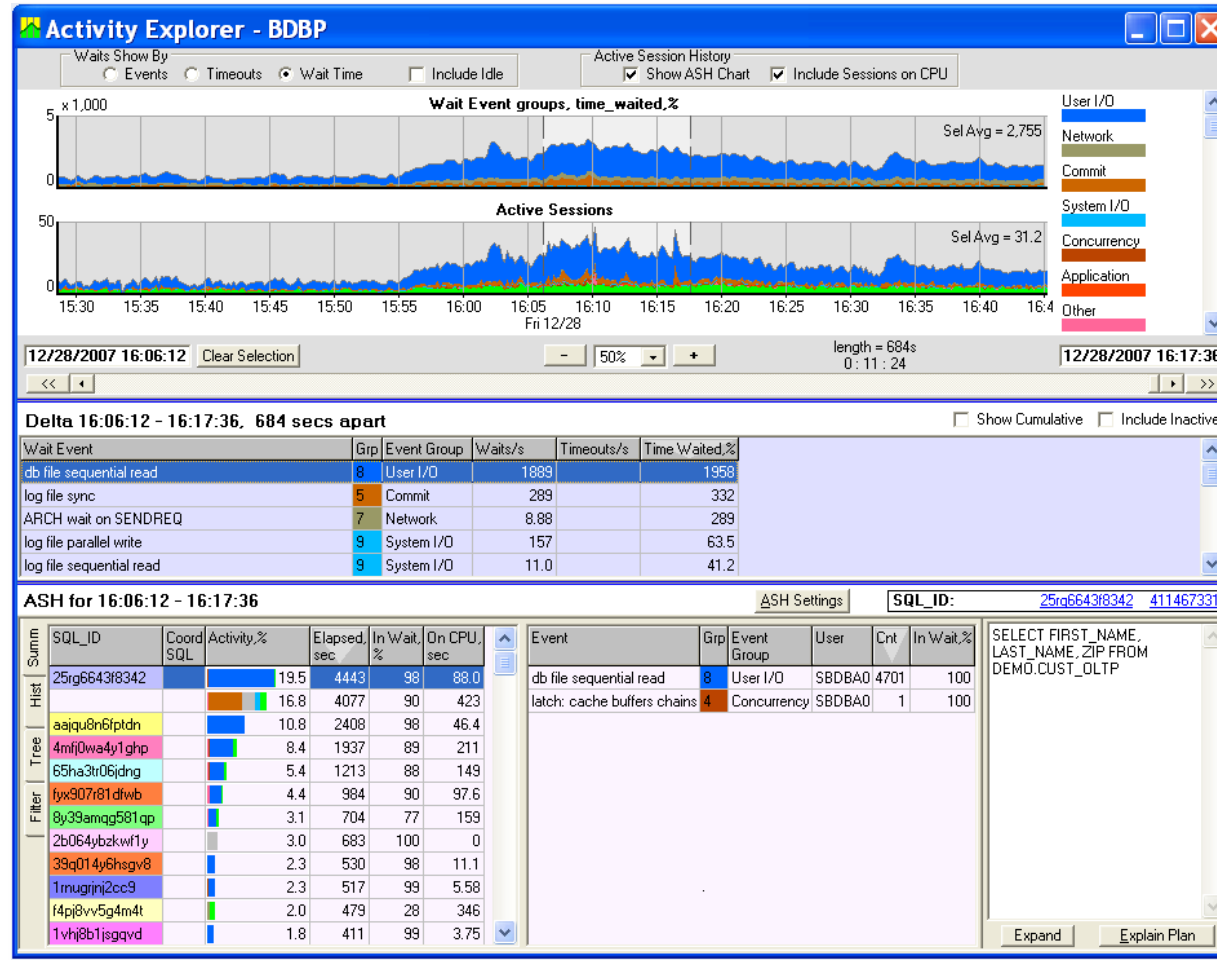 Activity Explorer - BDBP
Waits Show By
Events Timeouts Wait Time Include Idle
Active Session History
Show ASH Chart Include Sessions on CPU
5 x 1,000
Wait Event groups, time_waited,%
Sel Avg = 2,755
0
Active Sessions
50
Sel Avg = 31.2
0
15:30 15:35 15:40 15:45 15:50 15:55 16:00 16:05 16:10 16:15 16:20 16:25 16:30 16:35 16:40 16:4
Fri 12/28
User I/O
Network
Commit
System I/O
Concurrency
Application
Other
12/28/2007 16:06:12 Clear Selection - 50% + length = 684s 12/28/2007 16:17:36
0 : 11 : 24
<< >>
Delta 16:06:12 - 16:17:36, 684 secs apart Show Cumulative Include Inactive
Wait Event Grp Event Group Waits/s Timeouts/s Time Waited,%
db file sequential read 8 User I/O 1889 1958
log file sync 5 Commit 289 332
ARCH wait on SENDREQ 7 Network 8.88 289
log file parallel write 9 System I/O 157 63.5
log file sequential read 9 System I/O 11.0 41.2
ASH for 16:06:12 - 16:17:36 ASH Settings SQL_ID: 25rg6643f8342 411467331
Summ
Hist
Tree
Filter
SQL_ID Coord SQL Activity,% Elapsed, sec In Wait, % On CPU, sec
25rg6643f8342 19.5 4443 98 88.0
16.8 4077 90 423
aajqu8n6fptdn 10.8 2408 98 46.4
4mfj0wa4y1ghp 8.4 1937 89 211
65ha3tr06jdng 5.4 1213 88 149
fyx907r81dfwb 4.4 984 90 97.6
8y39amqg581qp 3.1 704 77 159
2b064ybzkwf1y 3.0 683 100 0
39q014y6hsgv8 2.3 530 98 11.1
1rnugrjnj2cc9 2.3 517 99 5.58
f4pj8vv5g4m4t 2.0 479 28 346
1vhj8b1jsgqvd 1.8 411 99 3.75
Event Grp Event Group User Cnt In Wait,%
db file sequential read 8 User I/O SBDBA0 4701 100
latch: cache buffers chains 4 Concurrency SBDBA0 1 100
SELECT FIRST_NAME,
LAST_NAME, ZIP FROM
DEMO.CUST_OLTP
Expand Explain Plan